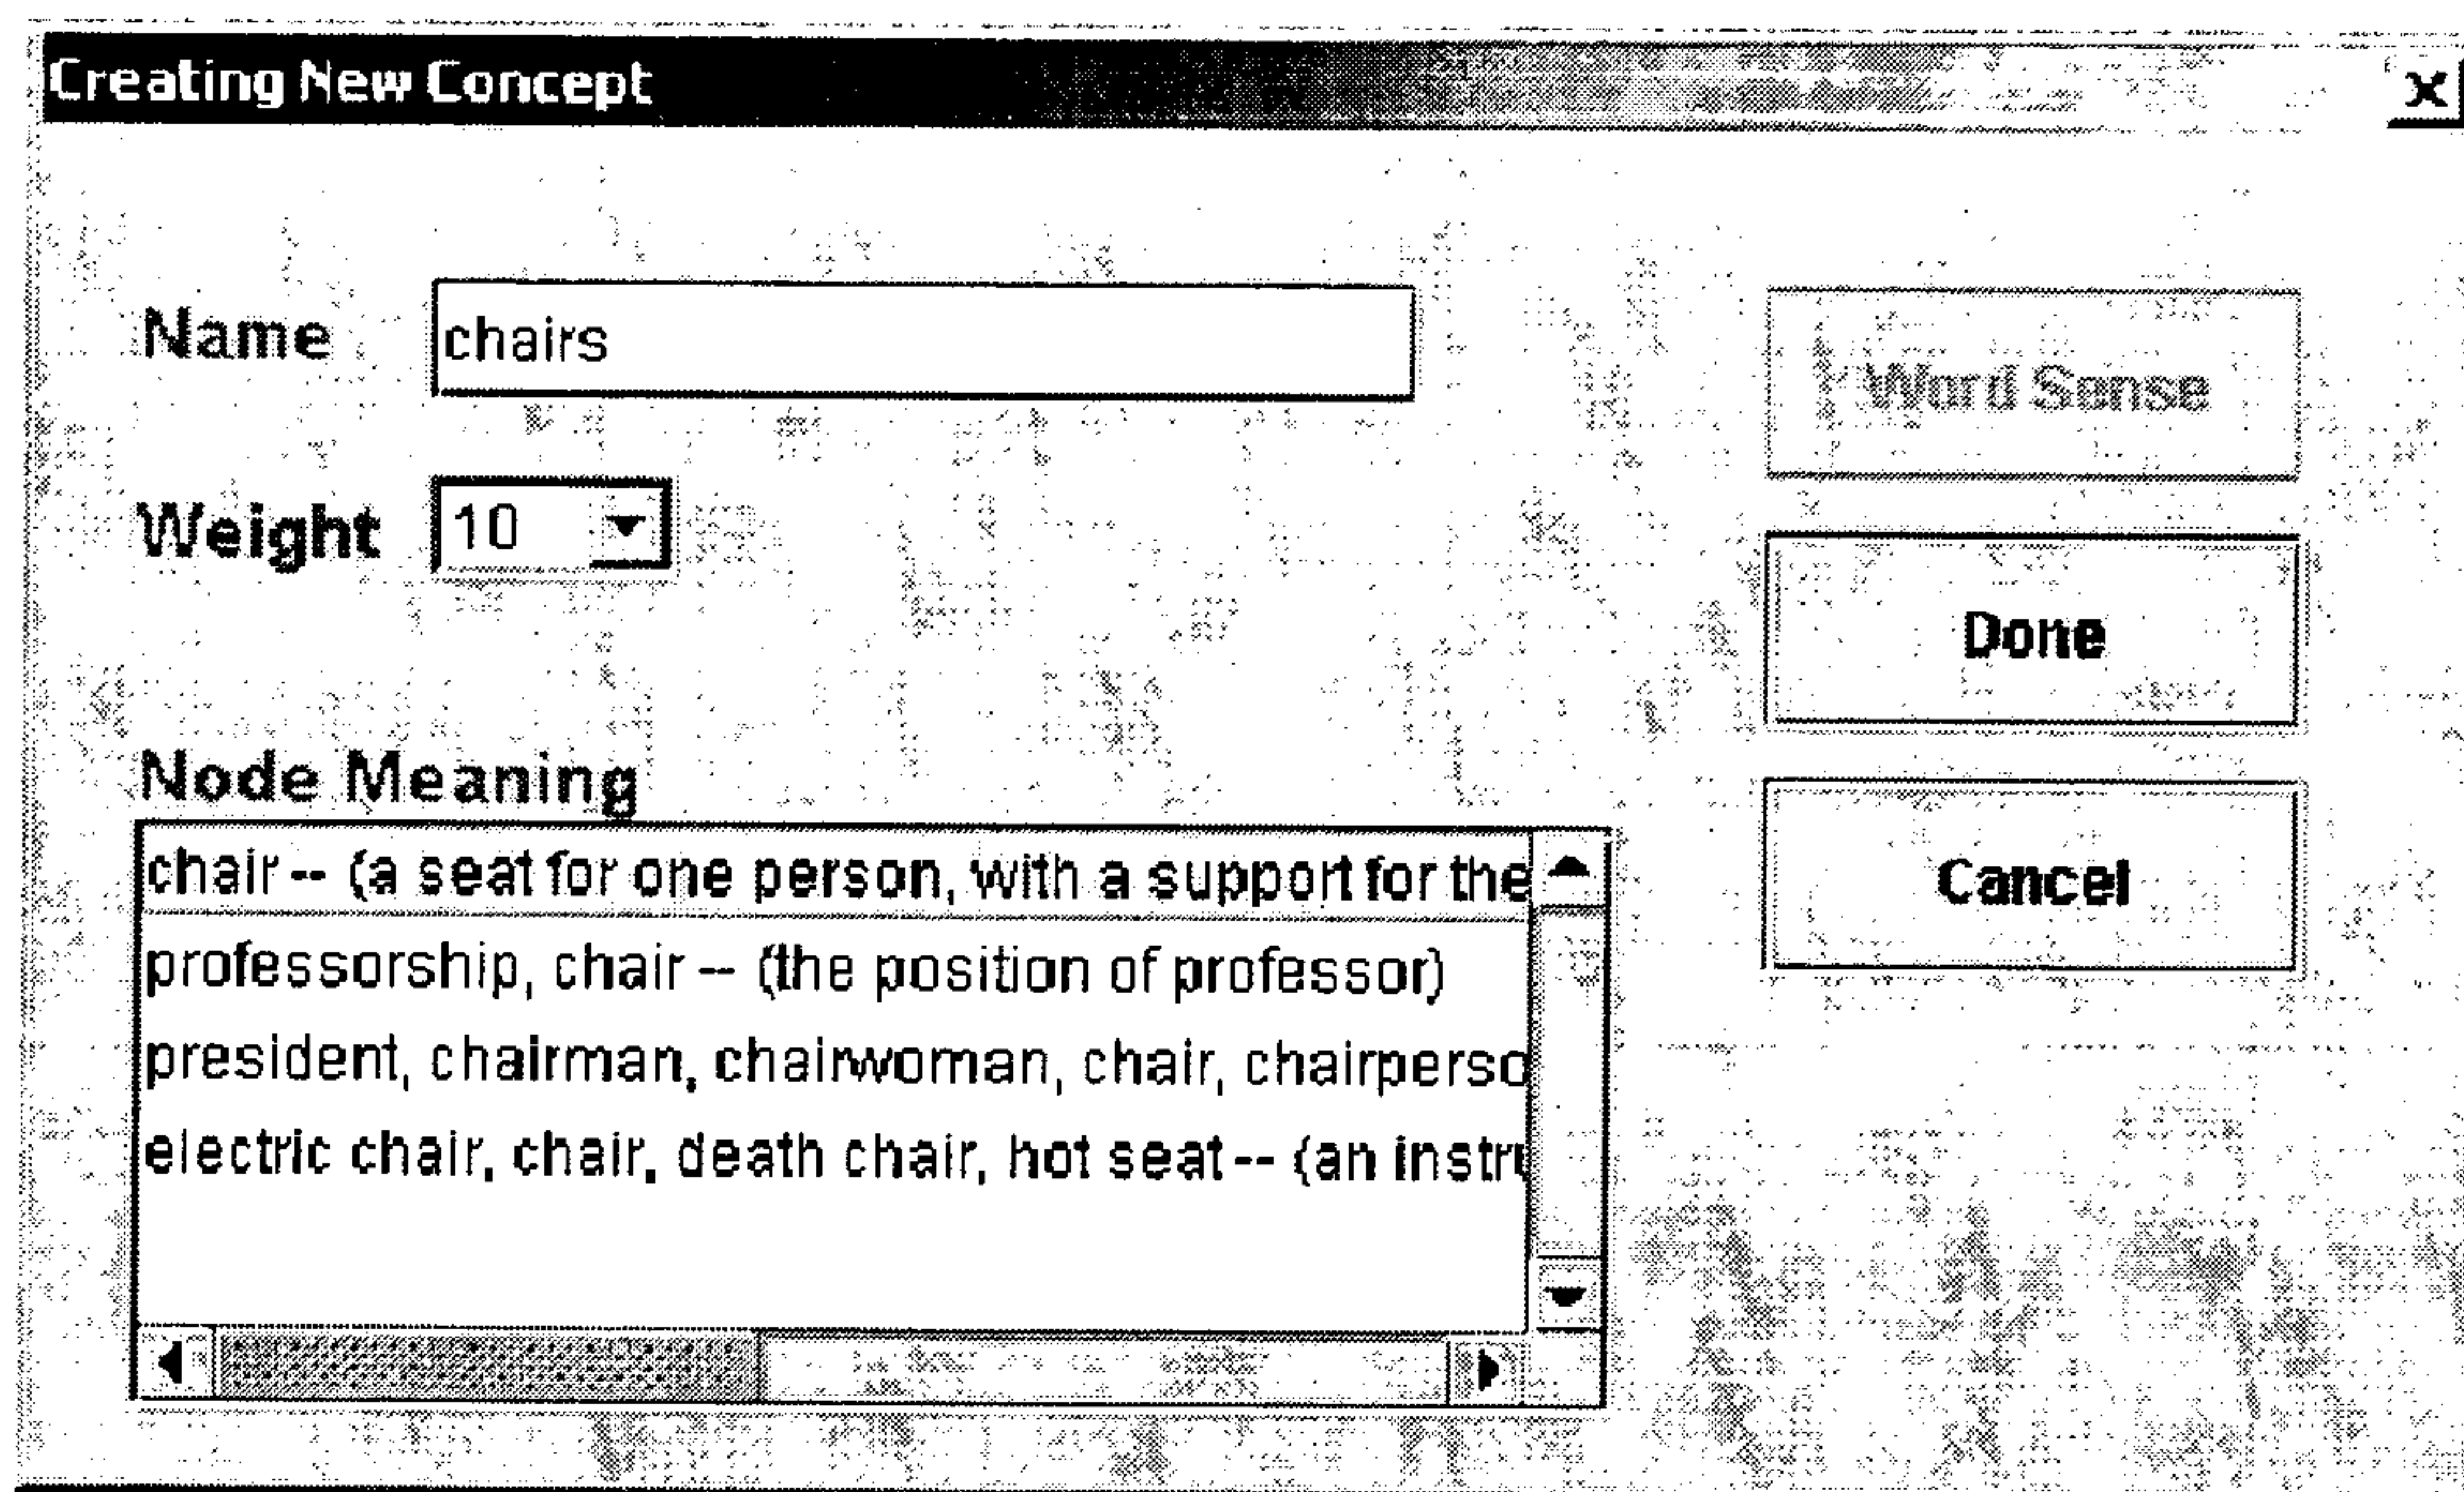 Creating New Concept
Name chairs
Word Sense
Weight 10
Done
Node Meaning
Cancel
chair -- (a seat for one person, with a support for the
professorship, chair -- (the position of professor)
president, chairman, chairwoman, chair, chairperso
electric chair, chair, death chair, hot seat -- (an instru